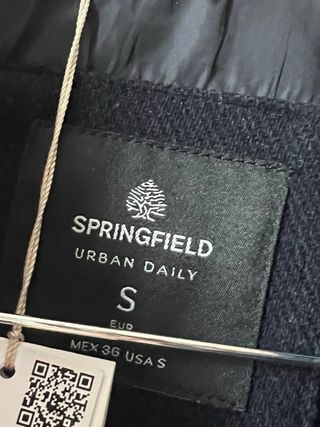 SPRINGFIELD
URBAN DAILY
S
EUR
MEX 36 USA S